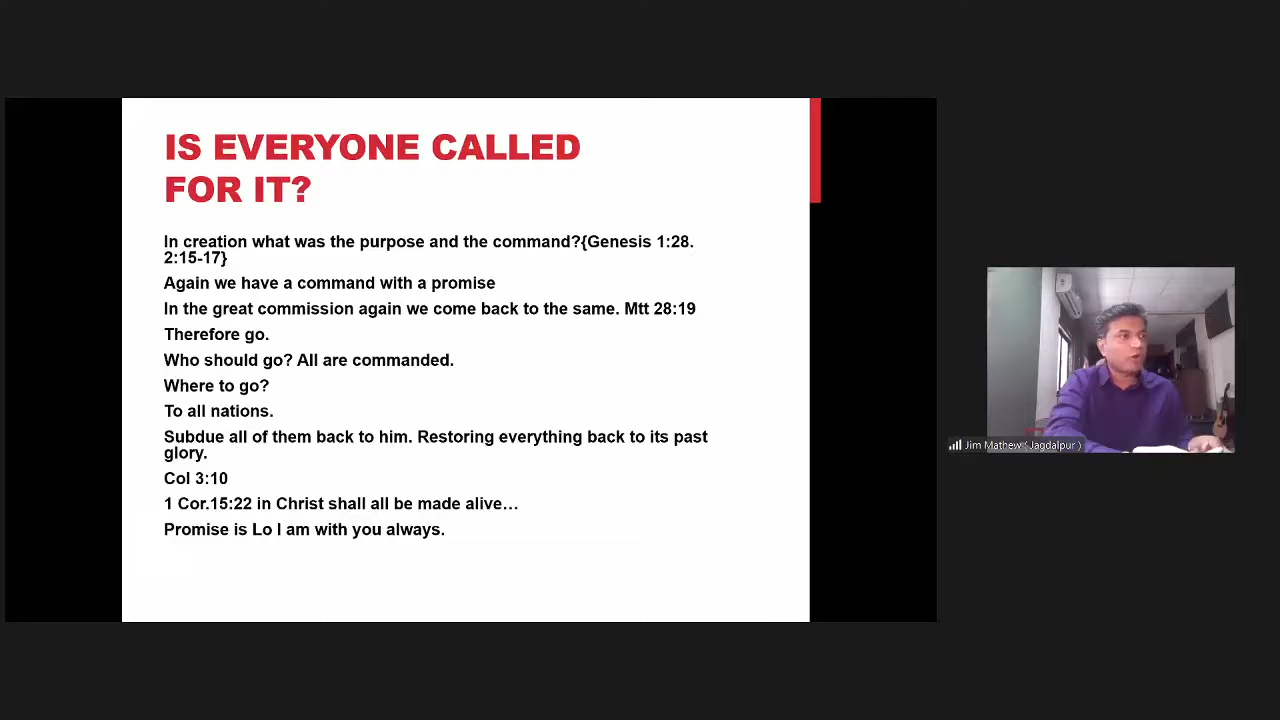 IS EVERYONE CALLED
FOR IT?
In creation what was the purpose and the command?{Genesis 1:28.
2:15-17}
Again we have a command with a promise
In the great commission again we come back to the same. Mtt 28:19
Therefore go.
Who should go? All are commanded.
Where to go?
To all nations.
Subdue all of them back to him. Restoring everything back to its past
glory.
Col 3:10
1 Cor.15:22 in Christ shall all be made alive…
Promise is Lo I am with you always.
Jim Mathew ( Jagdalpur )